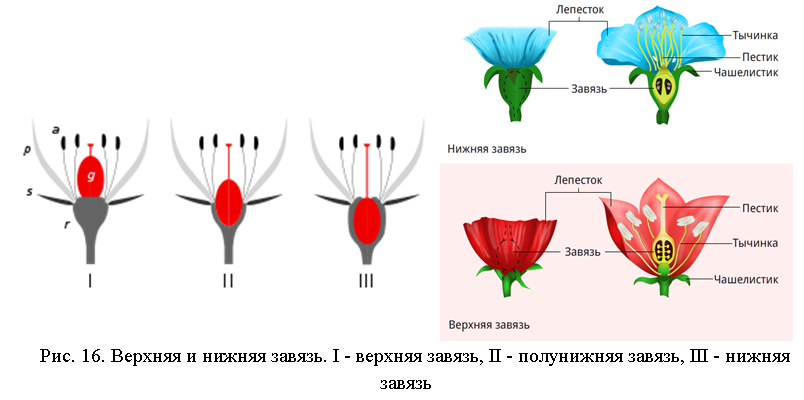 a
p
g
s
r
I
II
III
Лепесток
Тычинка
Пестик
Чашелистик
Завязь
Нижняя завязь
Лепесток
Пестик
Завязь
Тычинка
Чашелистик
Верхняя завязь
Рис. 16. Верхняя и нижняя завязь. I - верхняя завязь, II - полунижняя завязь, III - нижняя
завязь